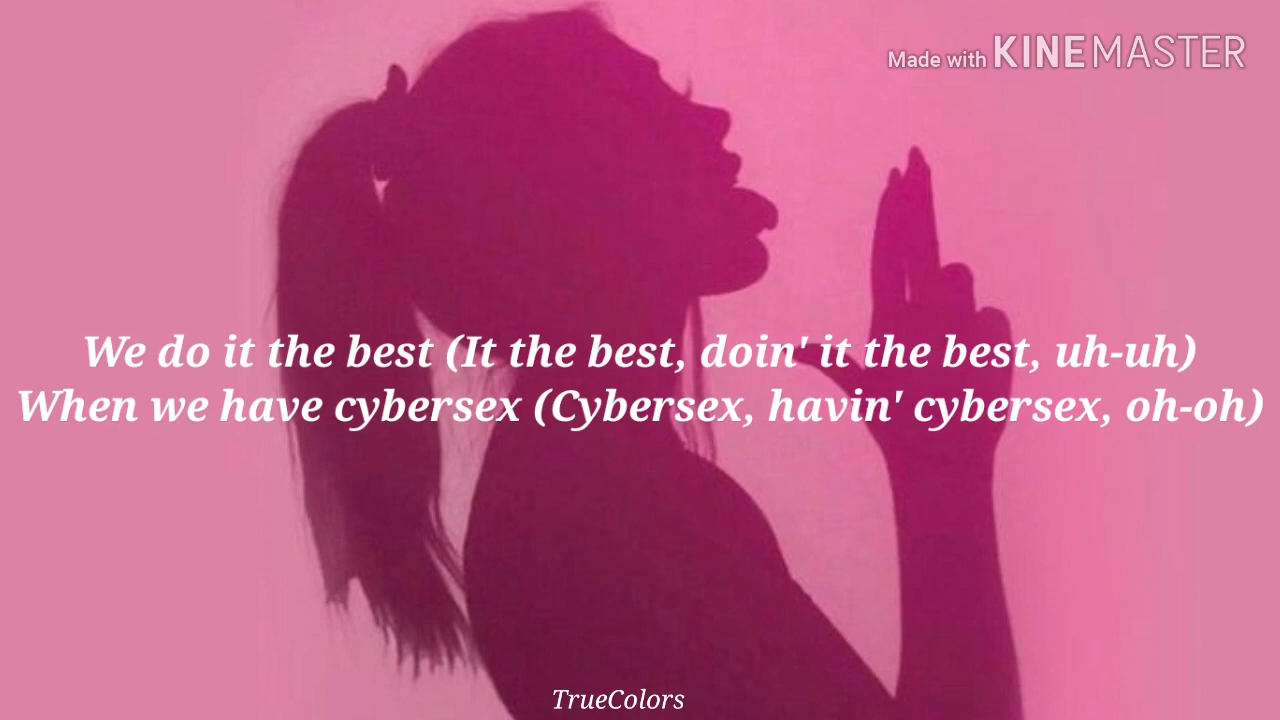 Made with KINEMASTER
We do it the best (It the best, doin' it the best, uh-uh)
When we have cybersex (Cybersex, havin' cybersex, oh-oh)
TrueColors